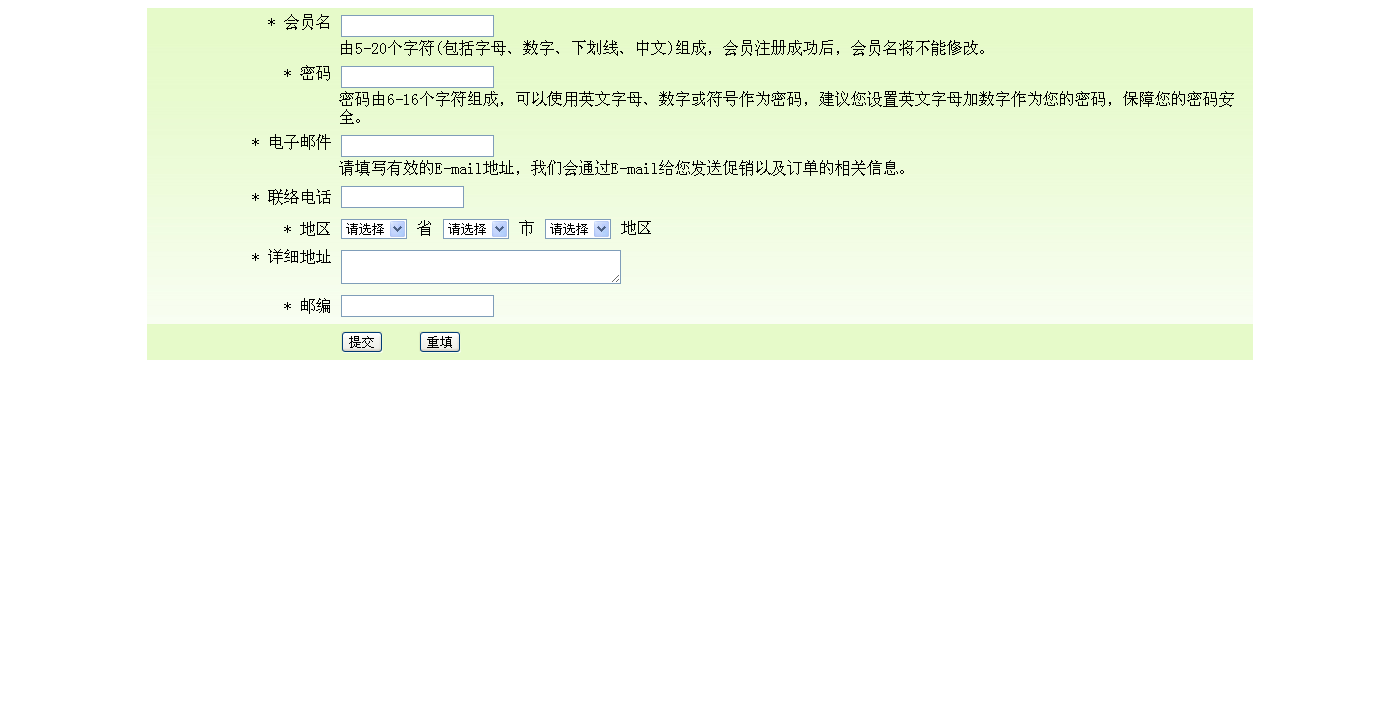 * 会员名
由5-20个字符(包括字母、数字、下划线、中文)组成，会员注册成功后，会员名将不能修改。
* 密码
密码由6-16个字符组成，可以使用英文字母、数字或符号作为密码，建议您设置英文字母加数字作为您的密码，保障您的密码安
全。
* 电子邮件
请填写有效的E-mail地址，我们会通过E-mail给您发送促销以及订单的相关信息。
* 联络电话
* 地区 请选择 省 请选择 市 请选择 地区
* 详细地址
* 邮编
提交 重填